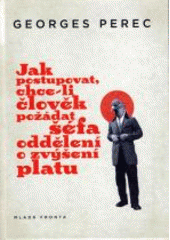 GEORGES PEREC
Jak
postupovat,
chce-li
člověk
požádat
šéfa
oddělení
o zvýšení
platu
MLADÁ FRONTA